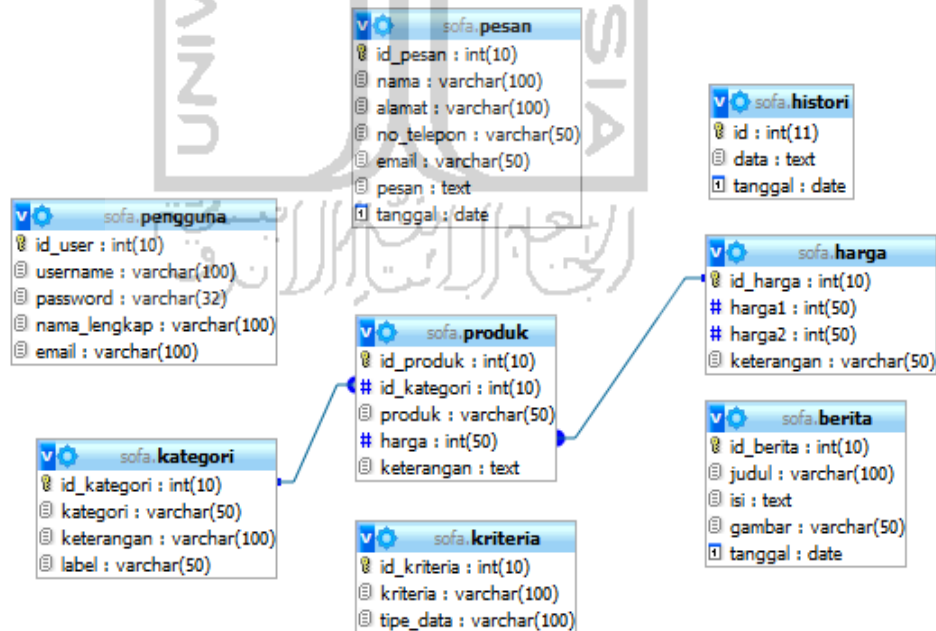 sofa.pesan
id_pesan : int(10)
nama : varchar(100)
alamat : varchar(100)
no_telepon : varchar(50)
email : varchar(50)
pesan : text
tanggal : date
sofa.histori
id : int(11)
data : text
tanggal : date
sofa.pengguna
id_user : int(10)
username : varchar(100)
password : varchar(32)
nama_lengkap : varchar(100)
email : varchar(100)
sofa.harga
id_harga : int(10)
harga1 : int(50)
harga2 : int(50)
keterangan : varchar(50)
sofa.produk
id_produk : int(10)
id_kategori : int(10)
produk : varchar(50)
harga : int(50)
keterangan : text
sofa.kategori
id_kategori : int(10)
kategori : varchar(50)
keterangan : varchar(100)
label : varchar(50)
sofa.berita
id_berita : int(10)
judul : varchar(100)
isi : text
gambar : varchar(50)
tanggal : date
sofa.kriteria
id_kriteria : int(10)
kriteria : varchar(100)
tipe_data : varchar(100)